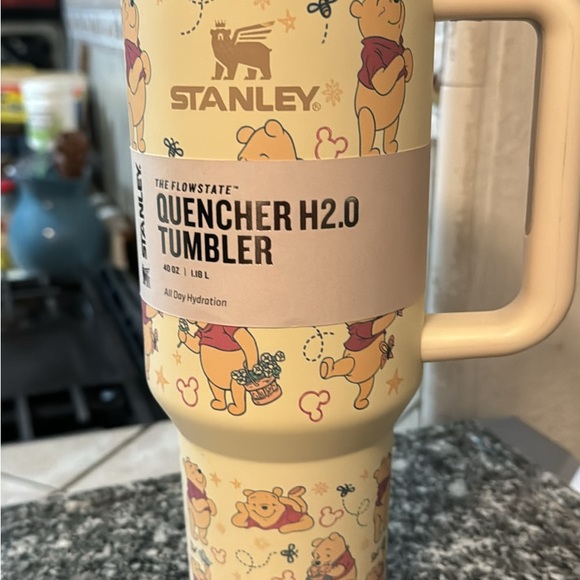 STANLEY®
STANLEY
THE FLOWSTATE™
QUENCHER H2.0
TUMBLER
40 OZ | 1.18 L
All Day Hydration